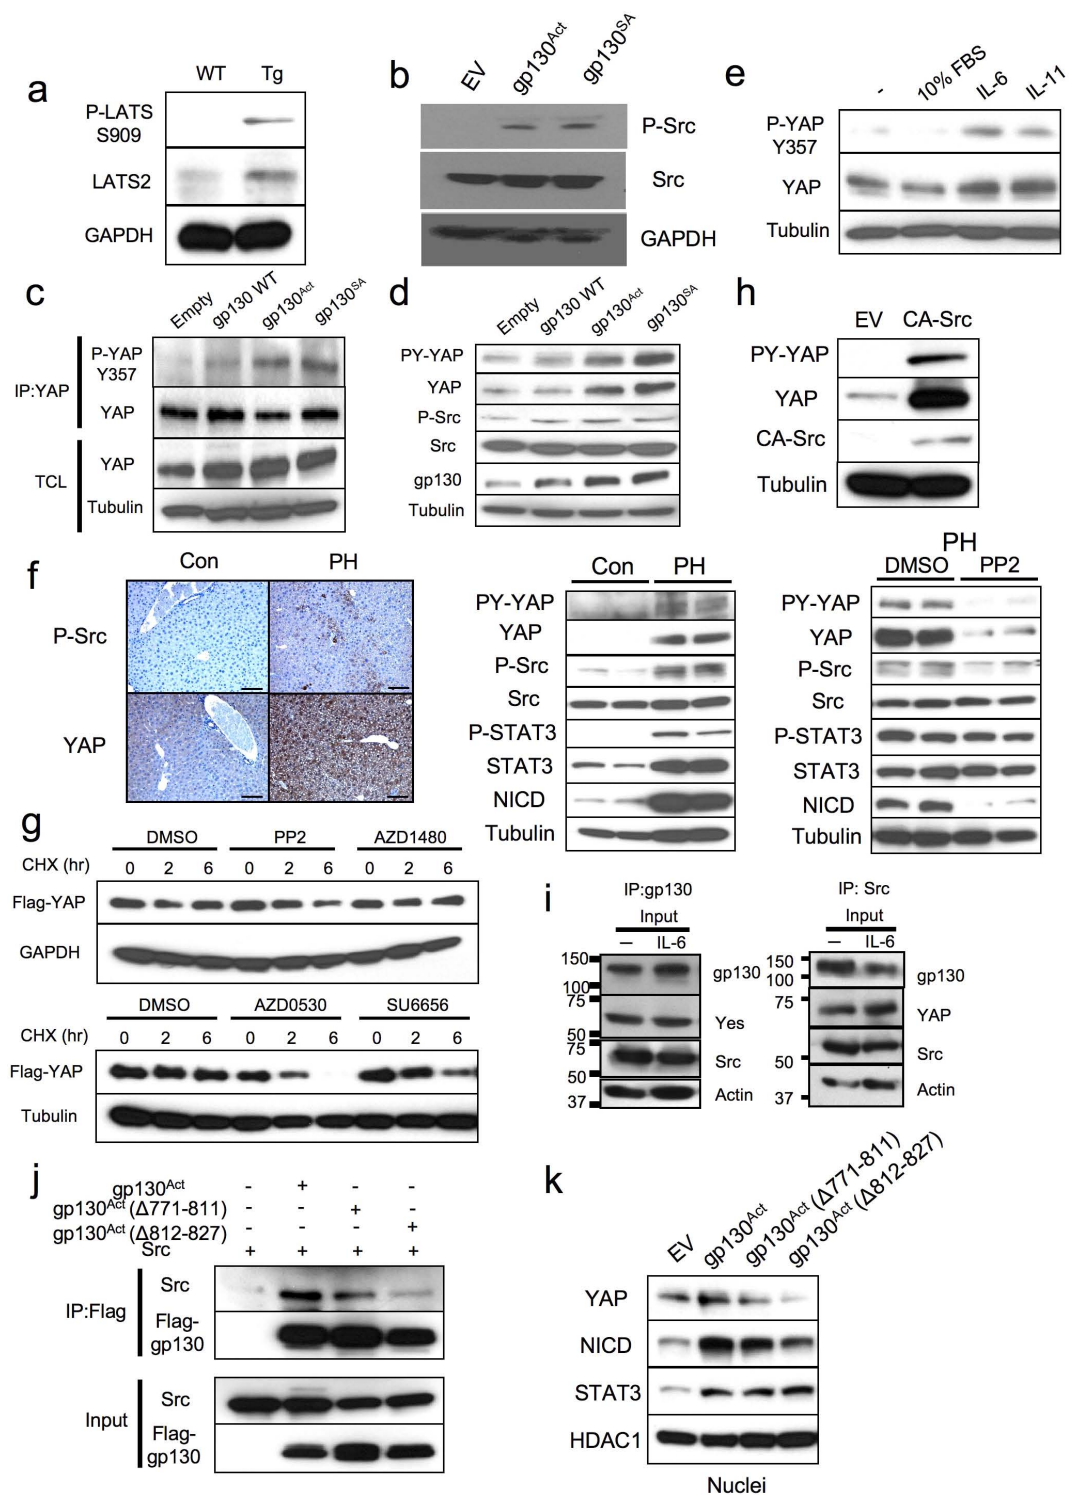 a
WT Tg
P-LATS
S909
LATS2
GAPDH
b
EV gp130Act gp130SA
P-Src
Src
GAPDH
e
- 10% FBS IL-6 IL-11
P-YAP
Y357
YAP
Tubulin
c
Empty gp130 WT gp130Act gp130SA
IP:YAP
P-YAP
Y357
YAP
TCL
YAP
Tubulin
d
Empty gp130 WT gp130Act gp130SA
PY-YAP
YAP
P-Src
Src
gp130
Tubulin
h
EV CA-Src
PY-YAP
YAP
CA-Src
Tubulin
f
Con PH
P-Src
YAP
Con PH
PY-YAP
YAP
P-Src
Src
P-STAT3
STAT3
NICD
Tubulin
PH
DMSO PP2
PY-YAP
YAP
P-Src
Src
P-STAT3
STAT3
NICD
Tubulin
g
DMSO PP2 AZD1480
CHX (hr) 0 2 6 0 2 6 0 2 6
Flag-YAP
GAPDH
DMSO AZD0530 SU6656
CHX (hr) 0 2 6 0 2 6 0 2 6
Flag-YAP
Tubulin
i
IP:gp130
Input
– IL-6
150
100
75
50
75
50
37
gp130
Yes
Src
Actin
IP: Src
Input
– IL-6
150
100
75
50
37
gp130
YAP
Src
Actin
j
gp130Act - + - -
gp130Act (Δ771-811) - - + -
gp130Act (Δ812-827) - - - +
Src + + + +
IP:Flag
Src
Flag-
gp130
Input
Src
Flag-
gp130
k
EV gp130Act gp130Act (Δ771-811) gp130Act (Δ812-827)
YAP
NICD
STAT3
HDAC1
Nuclei